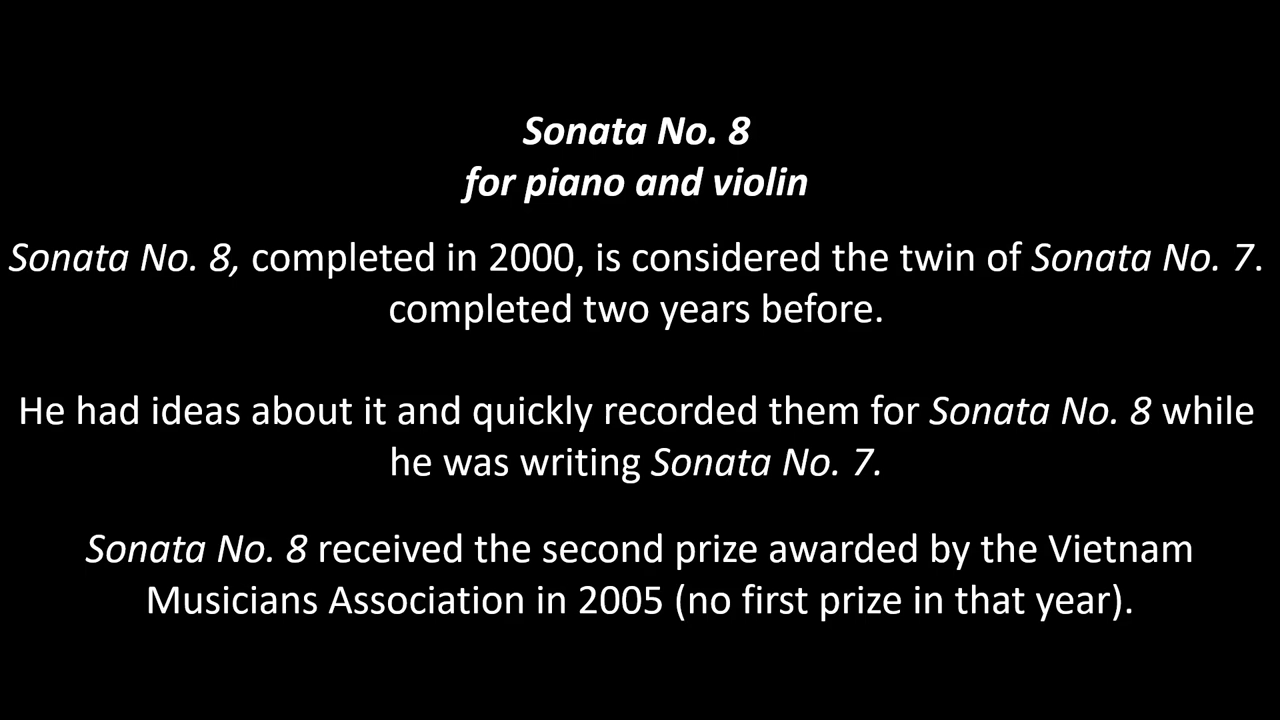 Sonata No. 8
for piano and violin
Sonata No. 8, completed in 2000, is considered the twin of Sonata No. 7.
completed two years before.
He had ideas about it and quickly recorded them for Sonata No. 8 while
he was writing Sonata No. 7.
Sonata No. 8 received the second prize awarded by the Vietnam
Musicians Association in 2005 (no first prize in that year).